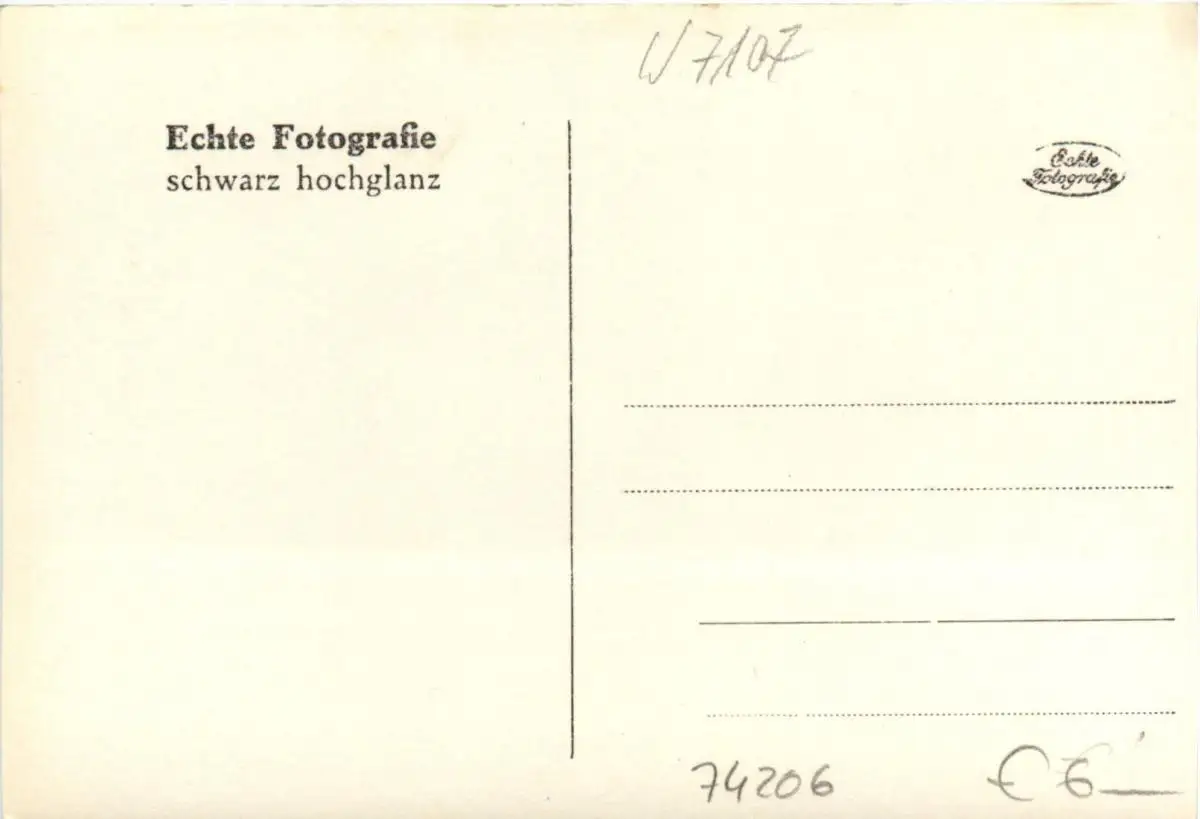 W 7107
Echte Fotografie
schwarz hochglanz
Echte
Fotografie
74206
€ 6,—